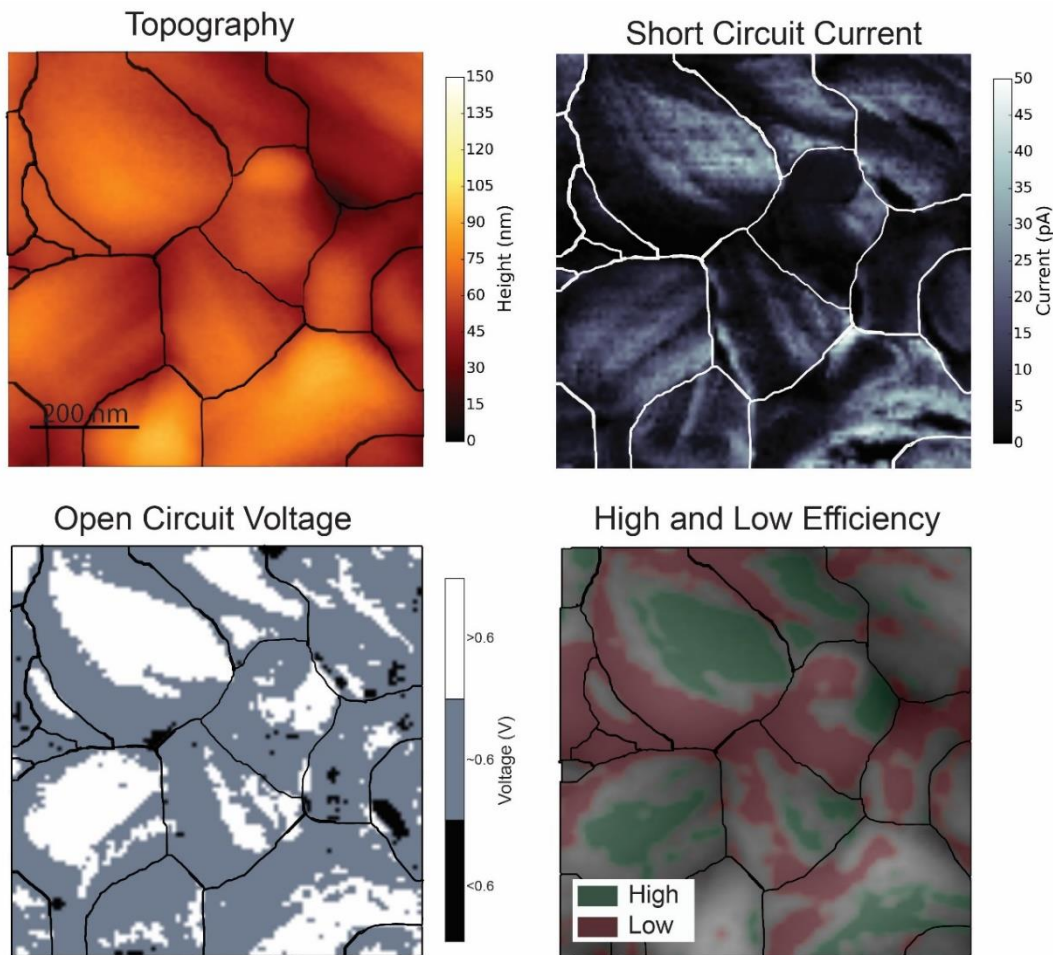 Topography
150
135
120
105
90
75
60
45
30
15
0
Height (nm)
200 nm
Short Circuit Current
50
45
40
35
30
25
20
15
10
5
0
Current (pA)
Open Circuit Voltage
>0.6
~0.6
<0.6
Voltage (V)
High and Low Efficiency
High
Low